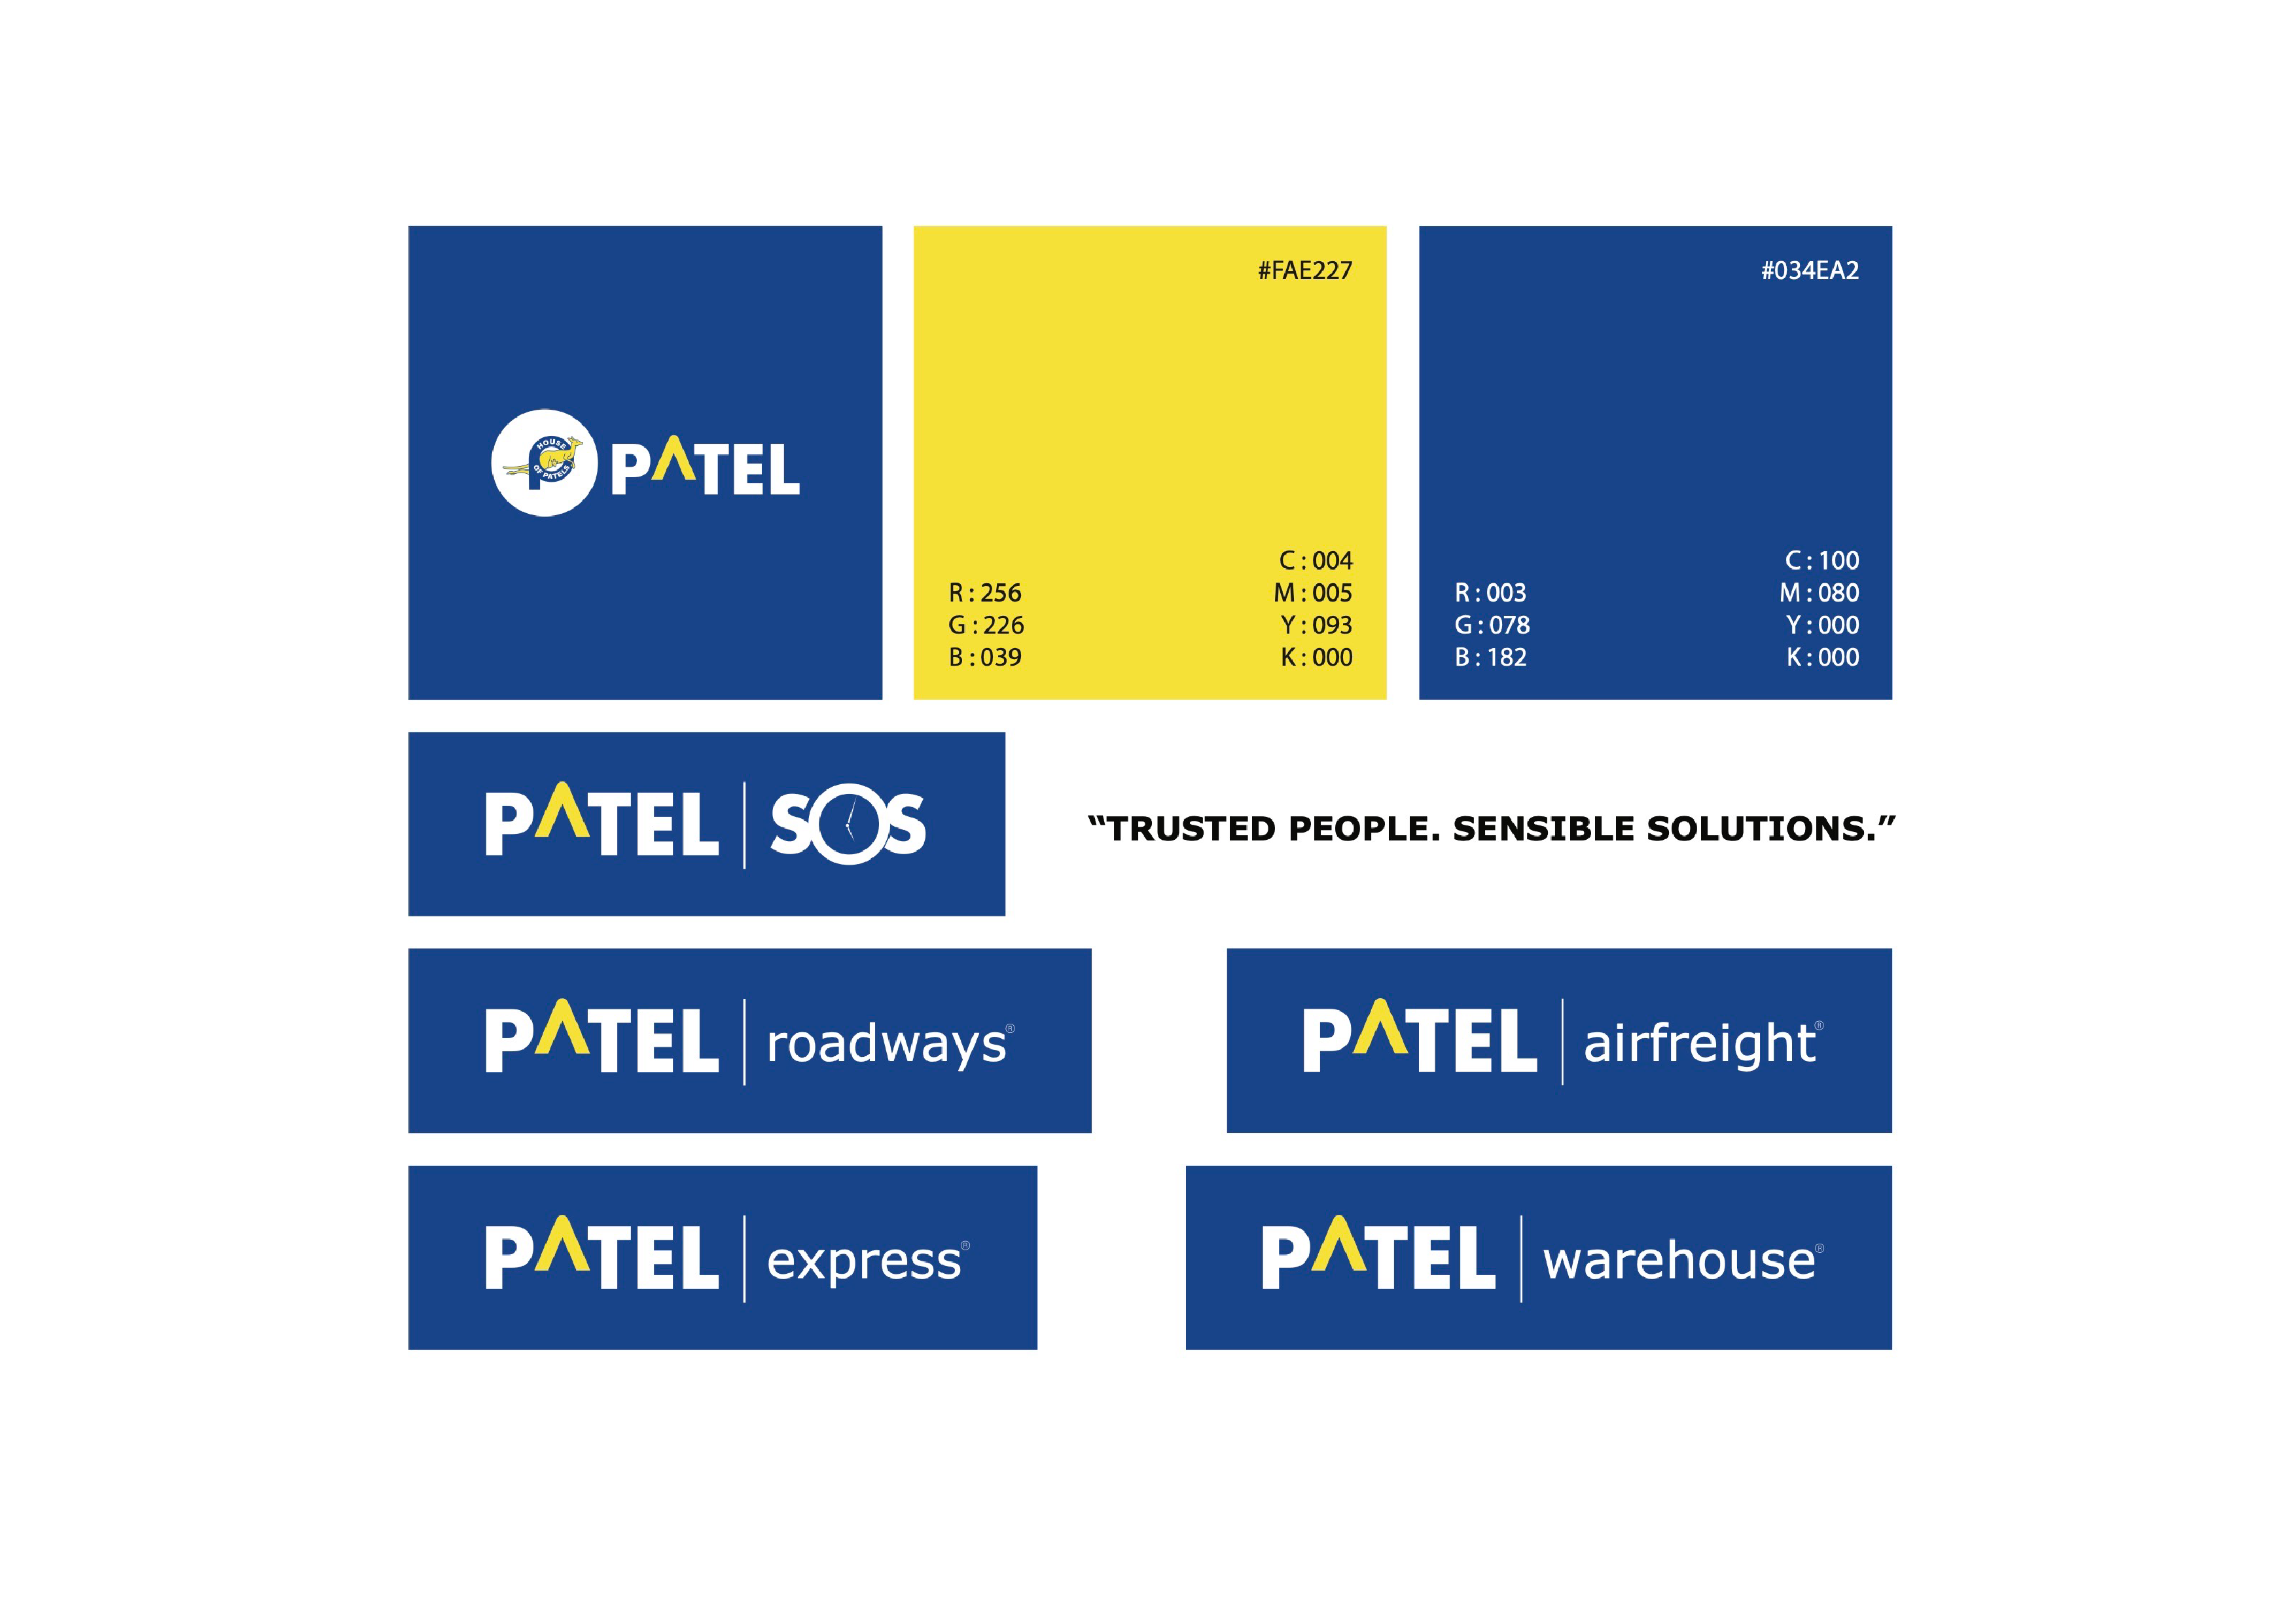 HOUSE
OF PATELS
PATEL
#FAE227
R : 256
G : 226
B : 039
C : 004
M : 005
Y : 093
K : 000
#034EA2
R : 003
G : 078
B : 182
C : 100
M : 080
Y : 000
K : 000
PATEL | SOS
“TRUSTED PEOPLE. SENSIBLE SOLUTIONS.”
PATEL | roadways®
PATEL | airfreight®
PATEL | express®
PATEL | warehouse®